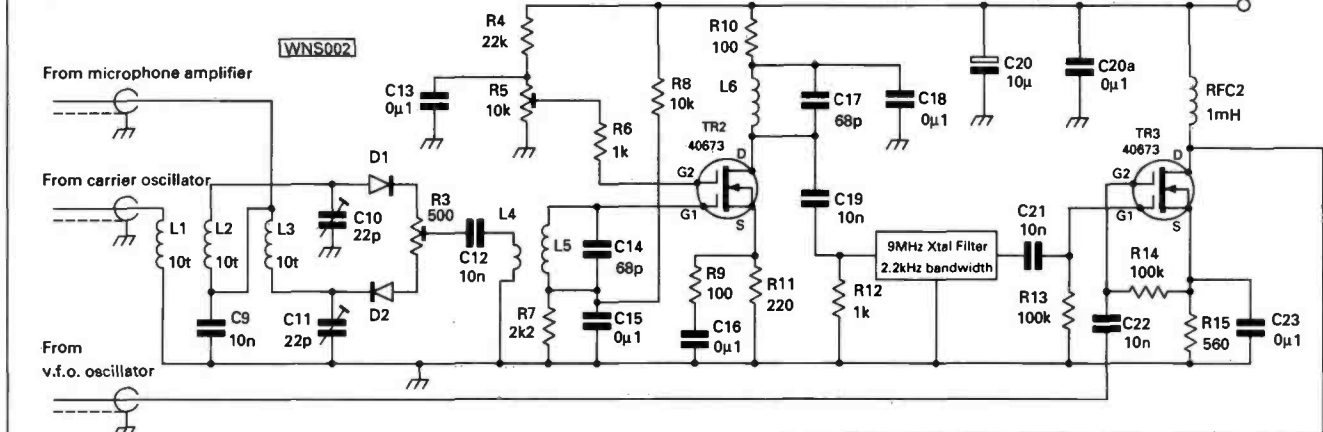 WNS002
From microphone amplifier
From carrier oscillator
From
v.f.o. oscillator
L1
10t
L2
10t
L3
10t
C9
10n
C10
22p
C11
22p
D1
D2
R3
500
C12
10n
L4
C13
0µ1
R4
22k
R5
10k
R6
1k
L5
C14
68p
R7
2k2
C15
0µ1
R8
10k
R9
100
C16
0µ1
R10
100
L6
TR2
40673
G2
G1
D
S
R11
220
C17
68p
C18
0µ1
C19
10n
R12
1k
9MHz Xtal Filter
2.2kHz bandwidth
C20
10µ
C20a
0µ1
C21
10n
R13
100k
TR3
40673
G2
G1
D
S
RFC2
1mH
R14
100k
C22
10n
R15
560
C23
0µ1